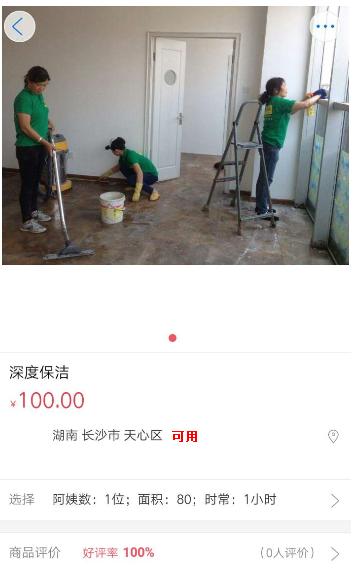 深度保洁
¥100.00
湖南 长沙市 天心区 可用
选择 阿姨数：1位；面积：80；时常：1小时
商品评价 好评率 100% （0人评价）